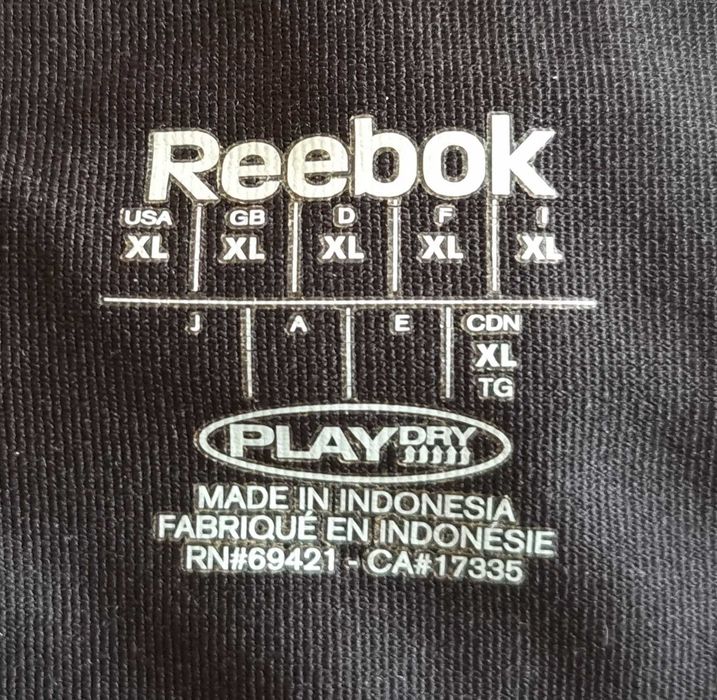 Reebok
USA GB D F I
XL XL XL XL XL
J A E CDN
XL
TG
PLAYDRY
MADE IN INDONESIA
FABRIQUÉ EN INDONÉSIE
RN#69421 - CA#17335